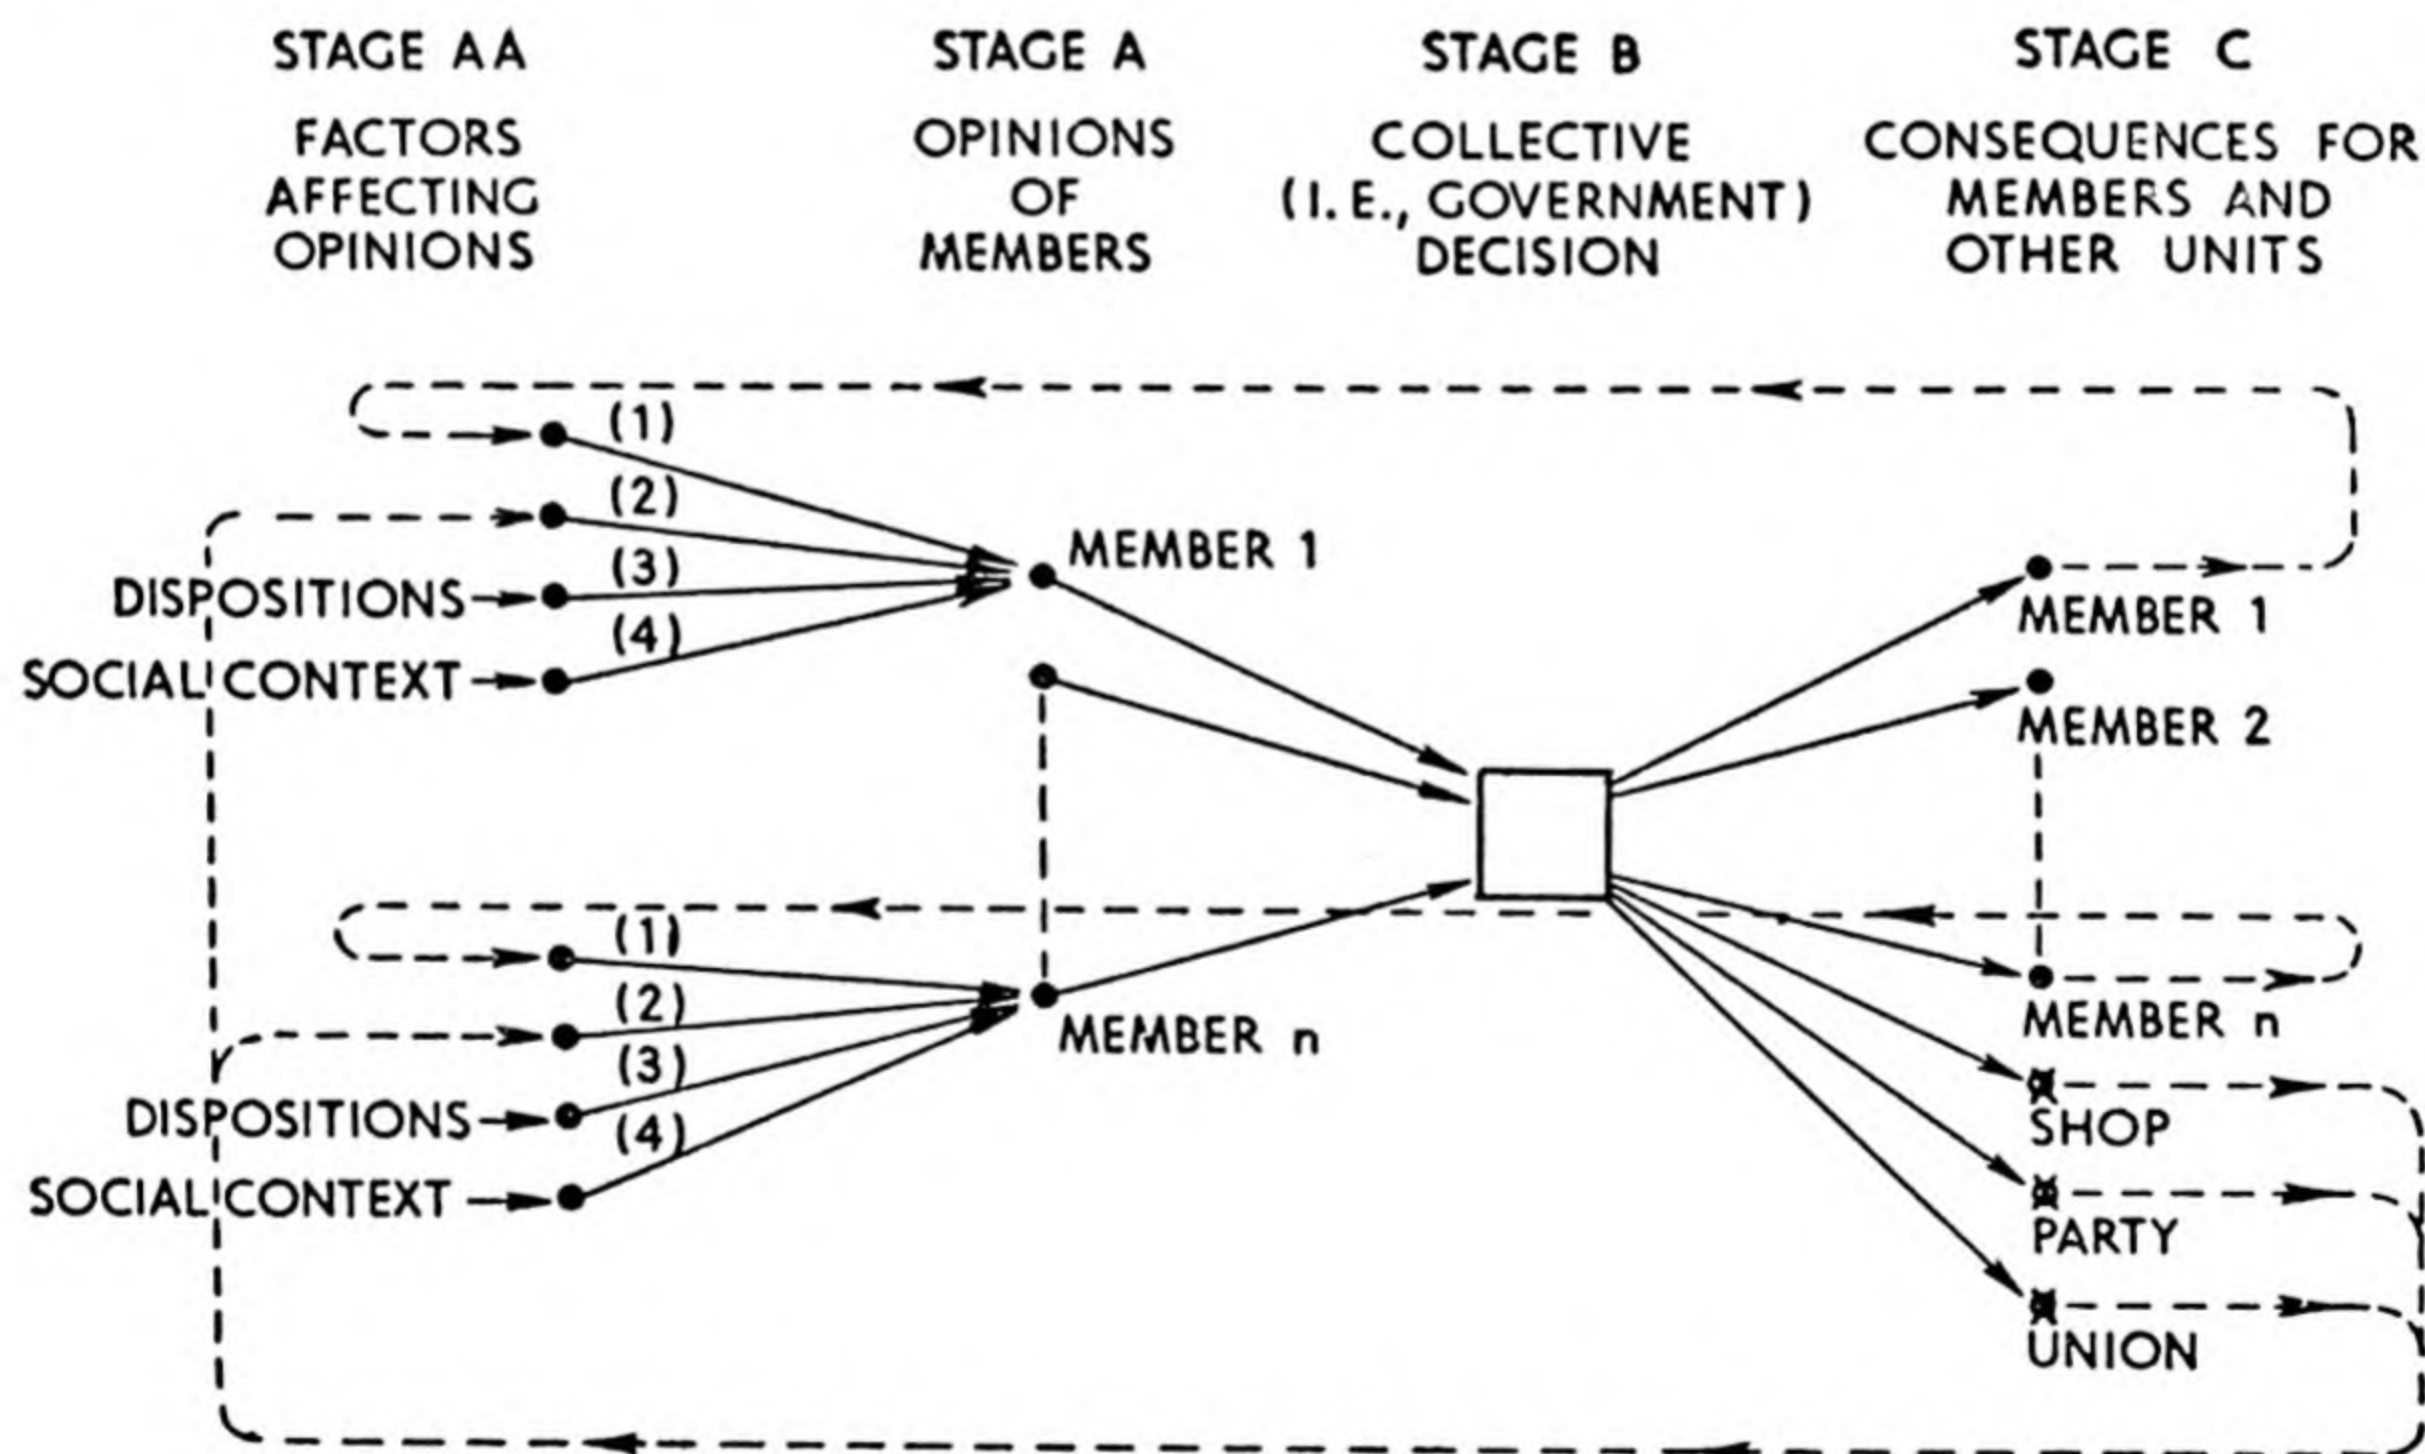 STAGE AA
FACTORS
AFFECTING
OPINIONS
STAGE A
OPINIONS
OF
MEMBERS
STAGE B
COLLECTIVE
(I.E., GOVERNMENT)
DECISION
STAGE C
CONSEQUENCES FOR
MEMBERS AND
OTHER UNITS
(1)
(2)
DISPOSITIONS
(3)
SOCIAL CONTEXT
(4)
MEMBER 1
MEMBER 1
MEMBER 2
(1)
(2)
DISPOSITIONS
(3)
SOCIAL CONTEXT
(4)
MEMBER n
MEMBER n
SHOP
PARTY
UNION